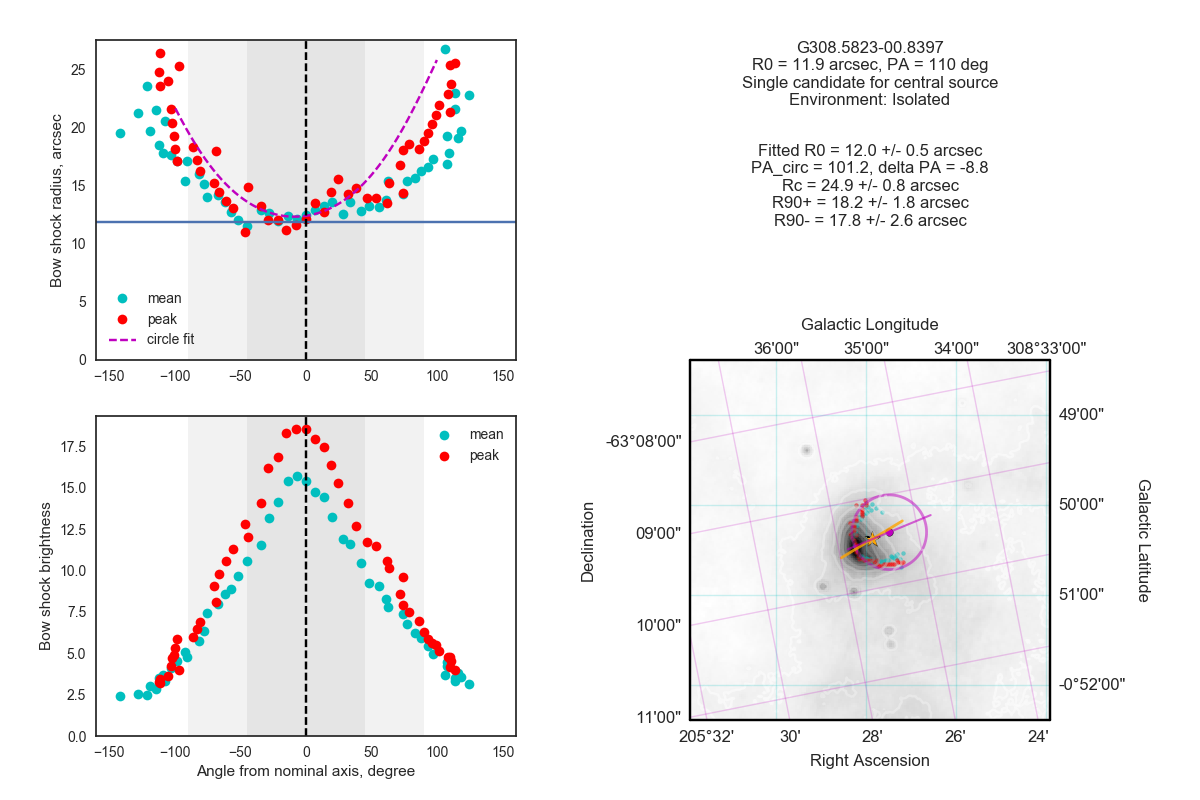 G308.5823-00.8397
R0 = 11.9 arcsec, PA = 110 deg
Single candidate for central source
Environment: Isolated
Fitted R0 = 12.0 +/- 0.5 arcsec
PA_circ = 101.2, delta PA = -8.8
Rc = 24.9 +/- 0.8 arcsec
R90+ = 18.2 +/- 1.8 arcsec
R90- = 17.8 +/- 2.6 arcsec
Bow shock radius, arcsec
25
20
15
10
5
0
mean
peak
circle fit
−150 −100 −50 0 50 100 150
Bow shock brightness
17.5
15.0
12.5
10.0
7.5
5.0
2.5
0.0
mean
peak
−150 −100 −50 0 50 100 150
Angle from nominal axis, degree
Galactic Longitude
36'00" 35'00" 34'00" 308°33'00"
Declination
-63°08'00"
09'00"
10'00"
11'00"
49'00"
50'00"
51'00"
-0°52'00"
Galactic Latitude
205°32' 30' 28' 26' 24'
Right Ascension